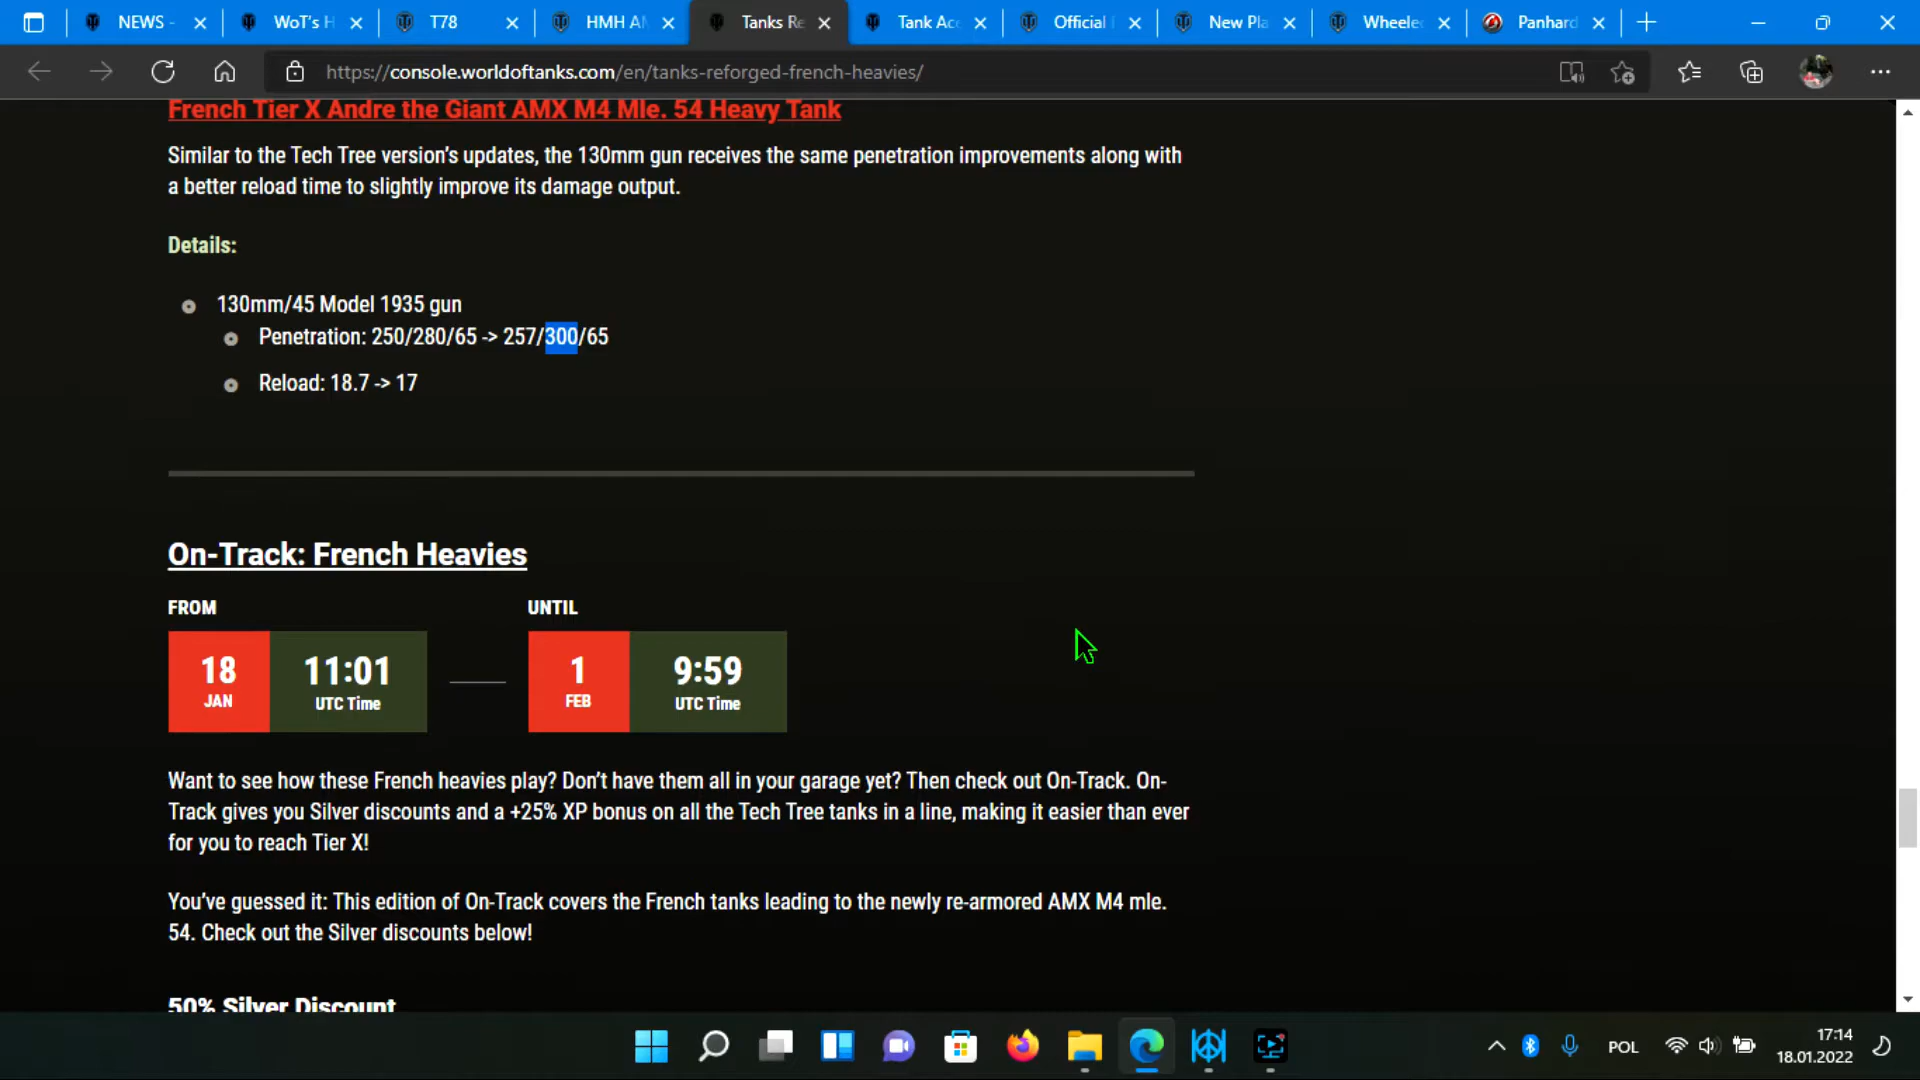 NEWS -
WoT's H
T78
HMH AM
Tanks Re
Tank Ace
Official
New Pla
Wheeled
Panhard
https://console.worldoftanks.com/en/tanks-reforged-french-heavies/
French Tier X Andre the Giant AMX M4 Mle. 54 Heavy Tank
Similar to the Tech Tree version's updates, the 130mm gun receives the same penetration improvements along with
a better reload time to slightly improve its damage output.
Details:
130mm/45 Model 1935 gun
Penetration: 250/280/65 -> 257/300/65
Reload: 18.7 -> 17
On-Track: French Heavies
FROM
UNTIL
18
JAN
11:01
UTC Time
1
FEB
9:59
UTC Time
Want to see how these French heavies play? Don't have them all in your garage yet? Then check out On-Track. On-
Track gives you Silver discounts and a +25% XP bonus on all the Tech Tree tanks in a line, making it easier than ever
for you to reach Tier X!
You've guessed it: This edition of On-Track covers the French tanks leading to the newly re-armored AMX M4 mle.
54. Check out the Silver discounts below!
50% Silver Discount
POL
17:14
18.01.2022